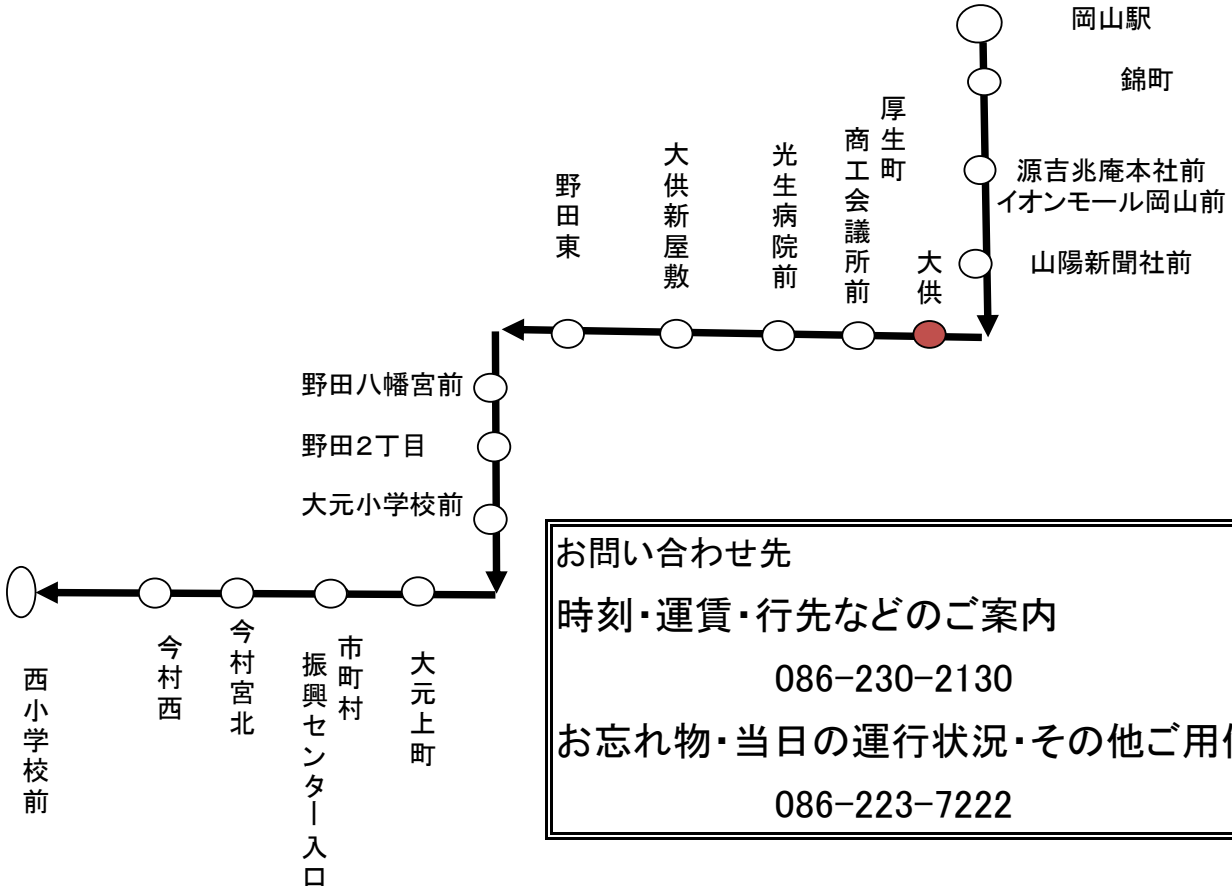 岡山駅
錦町
源吉兆庵本社前
イオンモール岡山前
山陽新聞社前
大供
厚生町
商工会議所前
光生病院前
大供新屋敷
野田東
野田八幡宮前
野田2丁目
大元小学校前
大元上町
市町村
振興センター入口
今村宮北
今村西
西小学校前
お問い合わせ先
時刻・運賃・行先などのご案内
086-230-2130
お忘れ物・当日の運行状況・その他ご用
086-223-7222